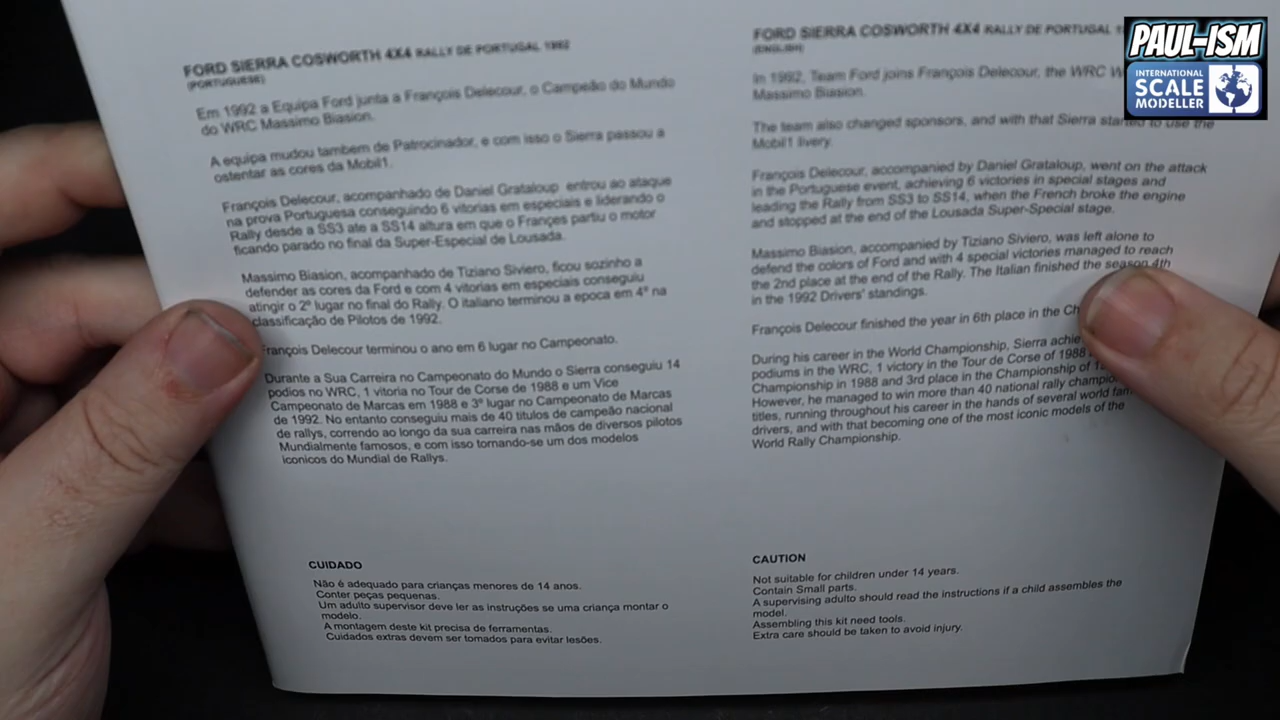 FORD SIERRA COSWORTH 4X4 RALLY DE PORTUGAL 1992
(PORTUGUESE)
Em 1992 a Equipa Ford junta a François Delecour, o Campeão do Mundo
do WRC Massimo Biasion.
A equipa mudou tambem de Patrocinador, e com isso o Sierra passou a
ostentar as cores da Mobil1.
François Delecour, acompanhado de Daniel Grataloup entrou ao ataque
na prova Portuguesa conseguindo 6 vitorias em especiais e liderando o
Rally desde a SS3 ate a SS14 altura em que o Françes partiu o motor
ficando parado no final da Super-Especial de Lousada.
Massimo Biasion, acompanhado de Tiziano Siviero, ficou sozinho a
defender as cores da Ford e com 4 vitorias em especiais conseguiu
atingir o 2º lugar no final do Rally. O italiano terminou a epoca em 4º na
classificação de Pilotos de 1992.
François Delecour terminou o ano em 6 lugar no Campeonato.
Durante a Sua Carreira no Campeonato do Mundo o Sierra conseguiu 14
podios no WRC, 1 vitoria no Tour de Corse de 1988 e um Vice
Campeonato de Marcas em 1988 e 3º lugar no Campeonato de Marcas
de 1992. No entanto conseguiu mais de 40 titulos de campeão nacional
de rallys, correndo ao longo da sua carreira nas mãos de diversos pilotos
Mundialmente famosos, e com isso tornando-se um dos modelos
iconicos do Mundial de Rallys.
CUIDADO
Não é adequado para crianças menores de 14 anos.
Conter peças pequenas.
Um adulto supervisor deve ler as instruções se uma criança montar o
modelo.
A montagem deste kit precisa de ferramentas.
Cuidados extras devem ser tomados para evitar lesões.
FORD SIERRA COSWORTH 4X4 RALLY DE PORTUGAL
(ENGLISH)
In 1992, Team Ford joins François Delecour, the WRC
Massimo Biasion.
The team also changed sponsors, and with that Sierra started to use the
Mobil1 livery.
François Delecour, accompanied by Daniel Grataloup, went on the attack
in the Portuguese event, achieving 6 victories in special stages and
leading the Rally from SS3 to SS14, when the French broke the engine
and stopped at the end of the Lousada Super-Special stage.
Massimo Biasion, accompanied by Tiziano Siviero, was left alone to
defend the colors of Ford and with 4 special victories managed to reach
the 2nd place at the end of the Rally. The Italian finished the season 4th
in the 1992 Drivers' standings.
François Delecour finished the year in 6th place in the
During his career in the World Championship, Sierra
podiums in the WRC, 1 victory in the Tour de Corse of 1988
Championship in 1988 and 3rd place in the Championship of
However, he managed to win more than 40 national rally
titles, running throughout his career in the hands of several world
drivers, and with that becoming one of the most iconic models of the
World Rally Championship.
CAUTION
Not suitable for children under 14 years.
Contain Small parts.
A supervising adulto should read the instructions if a child assembles the
model.
Assembling this kit need tools.
Extra care should be taken to avoid injury.
PAUL-ISM
INTERNATIONAL
SCALE
MODELLER